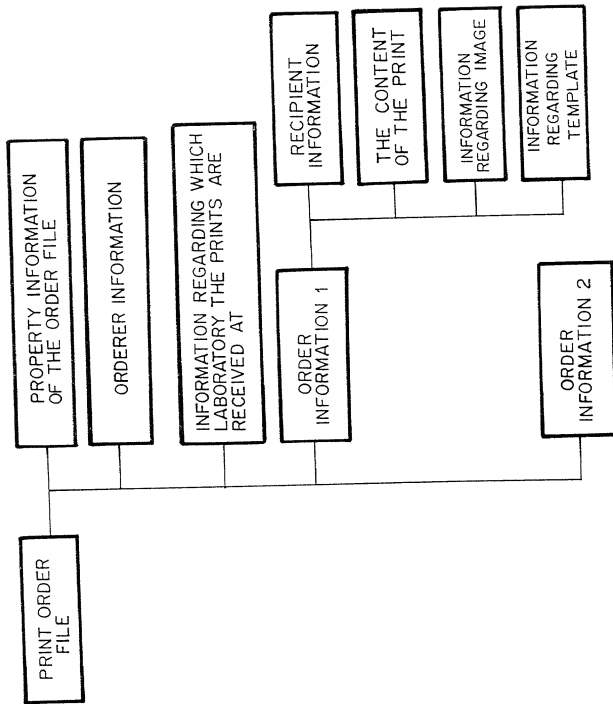 PRINT ORDER
FILE
PROPERTY INFORMATION
OF THE ORDER FILE
ORDERER INFORMATION
INFORMATION REGARDING WHICH
LABORATORY THE PRINTS ARE
RECEIVED AT
ORDER
INFORMATION 1
RECIPIENT
INFORMATION
THE CONTENT
OF THE PRINT
INFORMATION
REGARDING IMAGE
INFORMATION
REGARDING
TEMPLATE
ORDER
INFORMATION 2